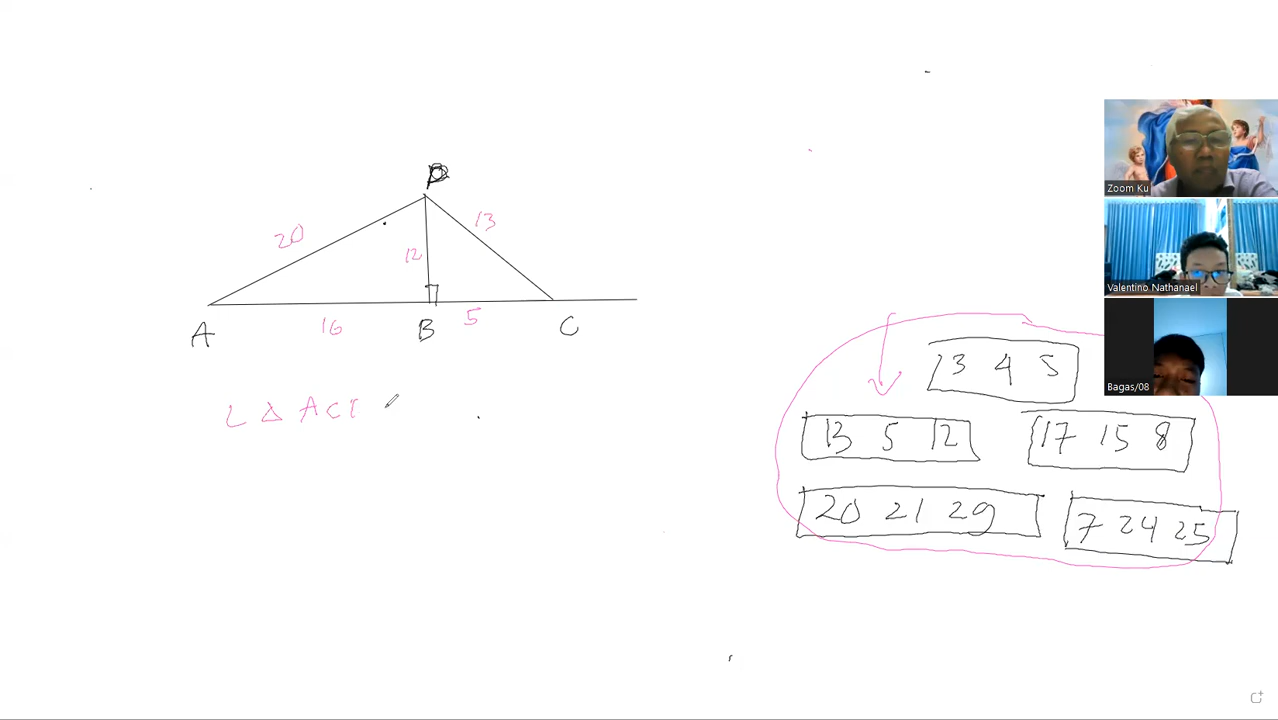 20
13
12
16
5
A
B
C
L Δ AC
3 4 5
13 5 12
17 15 8
20 21 29
7 24 25
Zoom Ku
Valentino Nathanael
Bagas/08